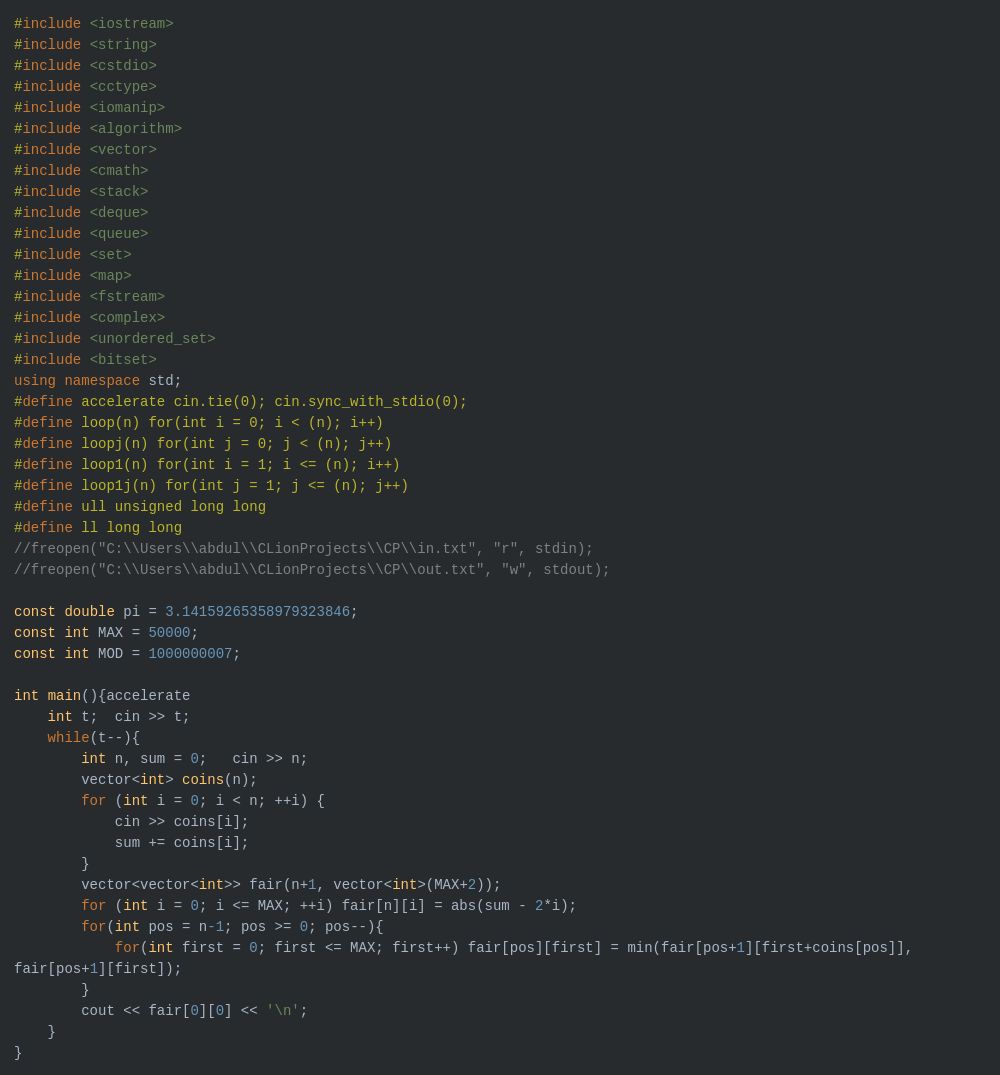 #include <iostream>
#include <string>
#include <cstdio>
#include <cctype>
#include <iomanip>
#include <algorithm>
#include <vector>
#include <cmath>
#include <stack>
#include <deque>
#include <queue>
#include <set>
#include <map>
#include <fstream>
#include <complex>
#include <unordered_set>
#include <bitset>
using namespace std;
#define accelerate cin.tie(0); cin.sync_with_stdio(0);
#define loop(n) for(int i = 0; i < (n); i++)
#define loopj(n) for(int j = 0; j < (n); j++)
#define loop1(n) for(int i = 1; i <= (n); i++)
#define loop1j(n) for(int j = 1; j <= (n); j++)
#define ull unsigned long long
#define ll long long
//freopen("C:\\Users\\abdul\\CLionProjects\\CP\\in.txt", "r", stdin);
//freopen("C:\\Users\\abdul\\CLionProjects\\CP\\out.txt", "w", stdout);

const double pi = 3.14159265358979323846;
const int MAX = 50000;
const int MOD = 1000000007;

int main(){accelerate
    int t;  cin >> t;
    while(t--){
        int n, sum = 0;   cin >> n;
        vector<int> coins(n);
        for (int i = 0; i < n; ++i) {
            cin >> coins[i];
            sum += coins[i];
        }
        vector<vector<int>> fair(n+1, vector<int>(MAX+2));
        for (int i = 0; i <= MAX; ++i) fair[n][i] = abs(sum - 2*i);
        for(int pos = n-1; pos >= 0; pos--){
            for(int first = 0; first <= MAX; first++) fair[pos][first] = min(fair[pos+1][first+coins[pos]],
fair[pos+1][first]);
        }
        cout << fair[0][0] << '\n';
    }
}